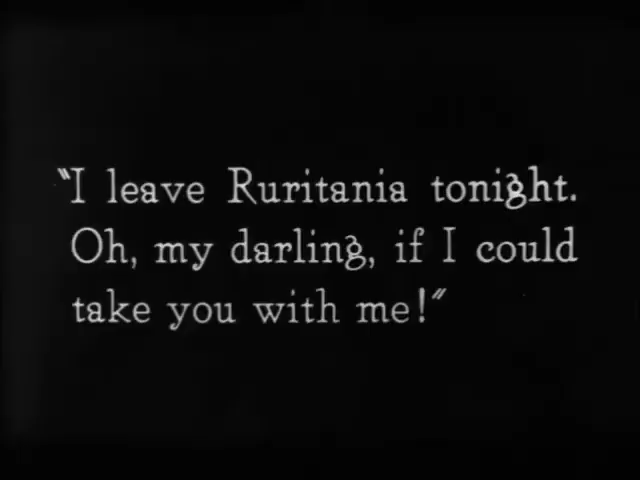 "I leave Ruritania tonight.
Oh, my darling, if I could
take you with me!"